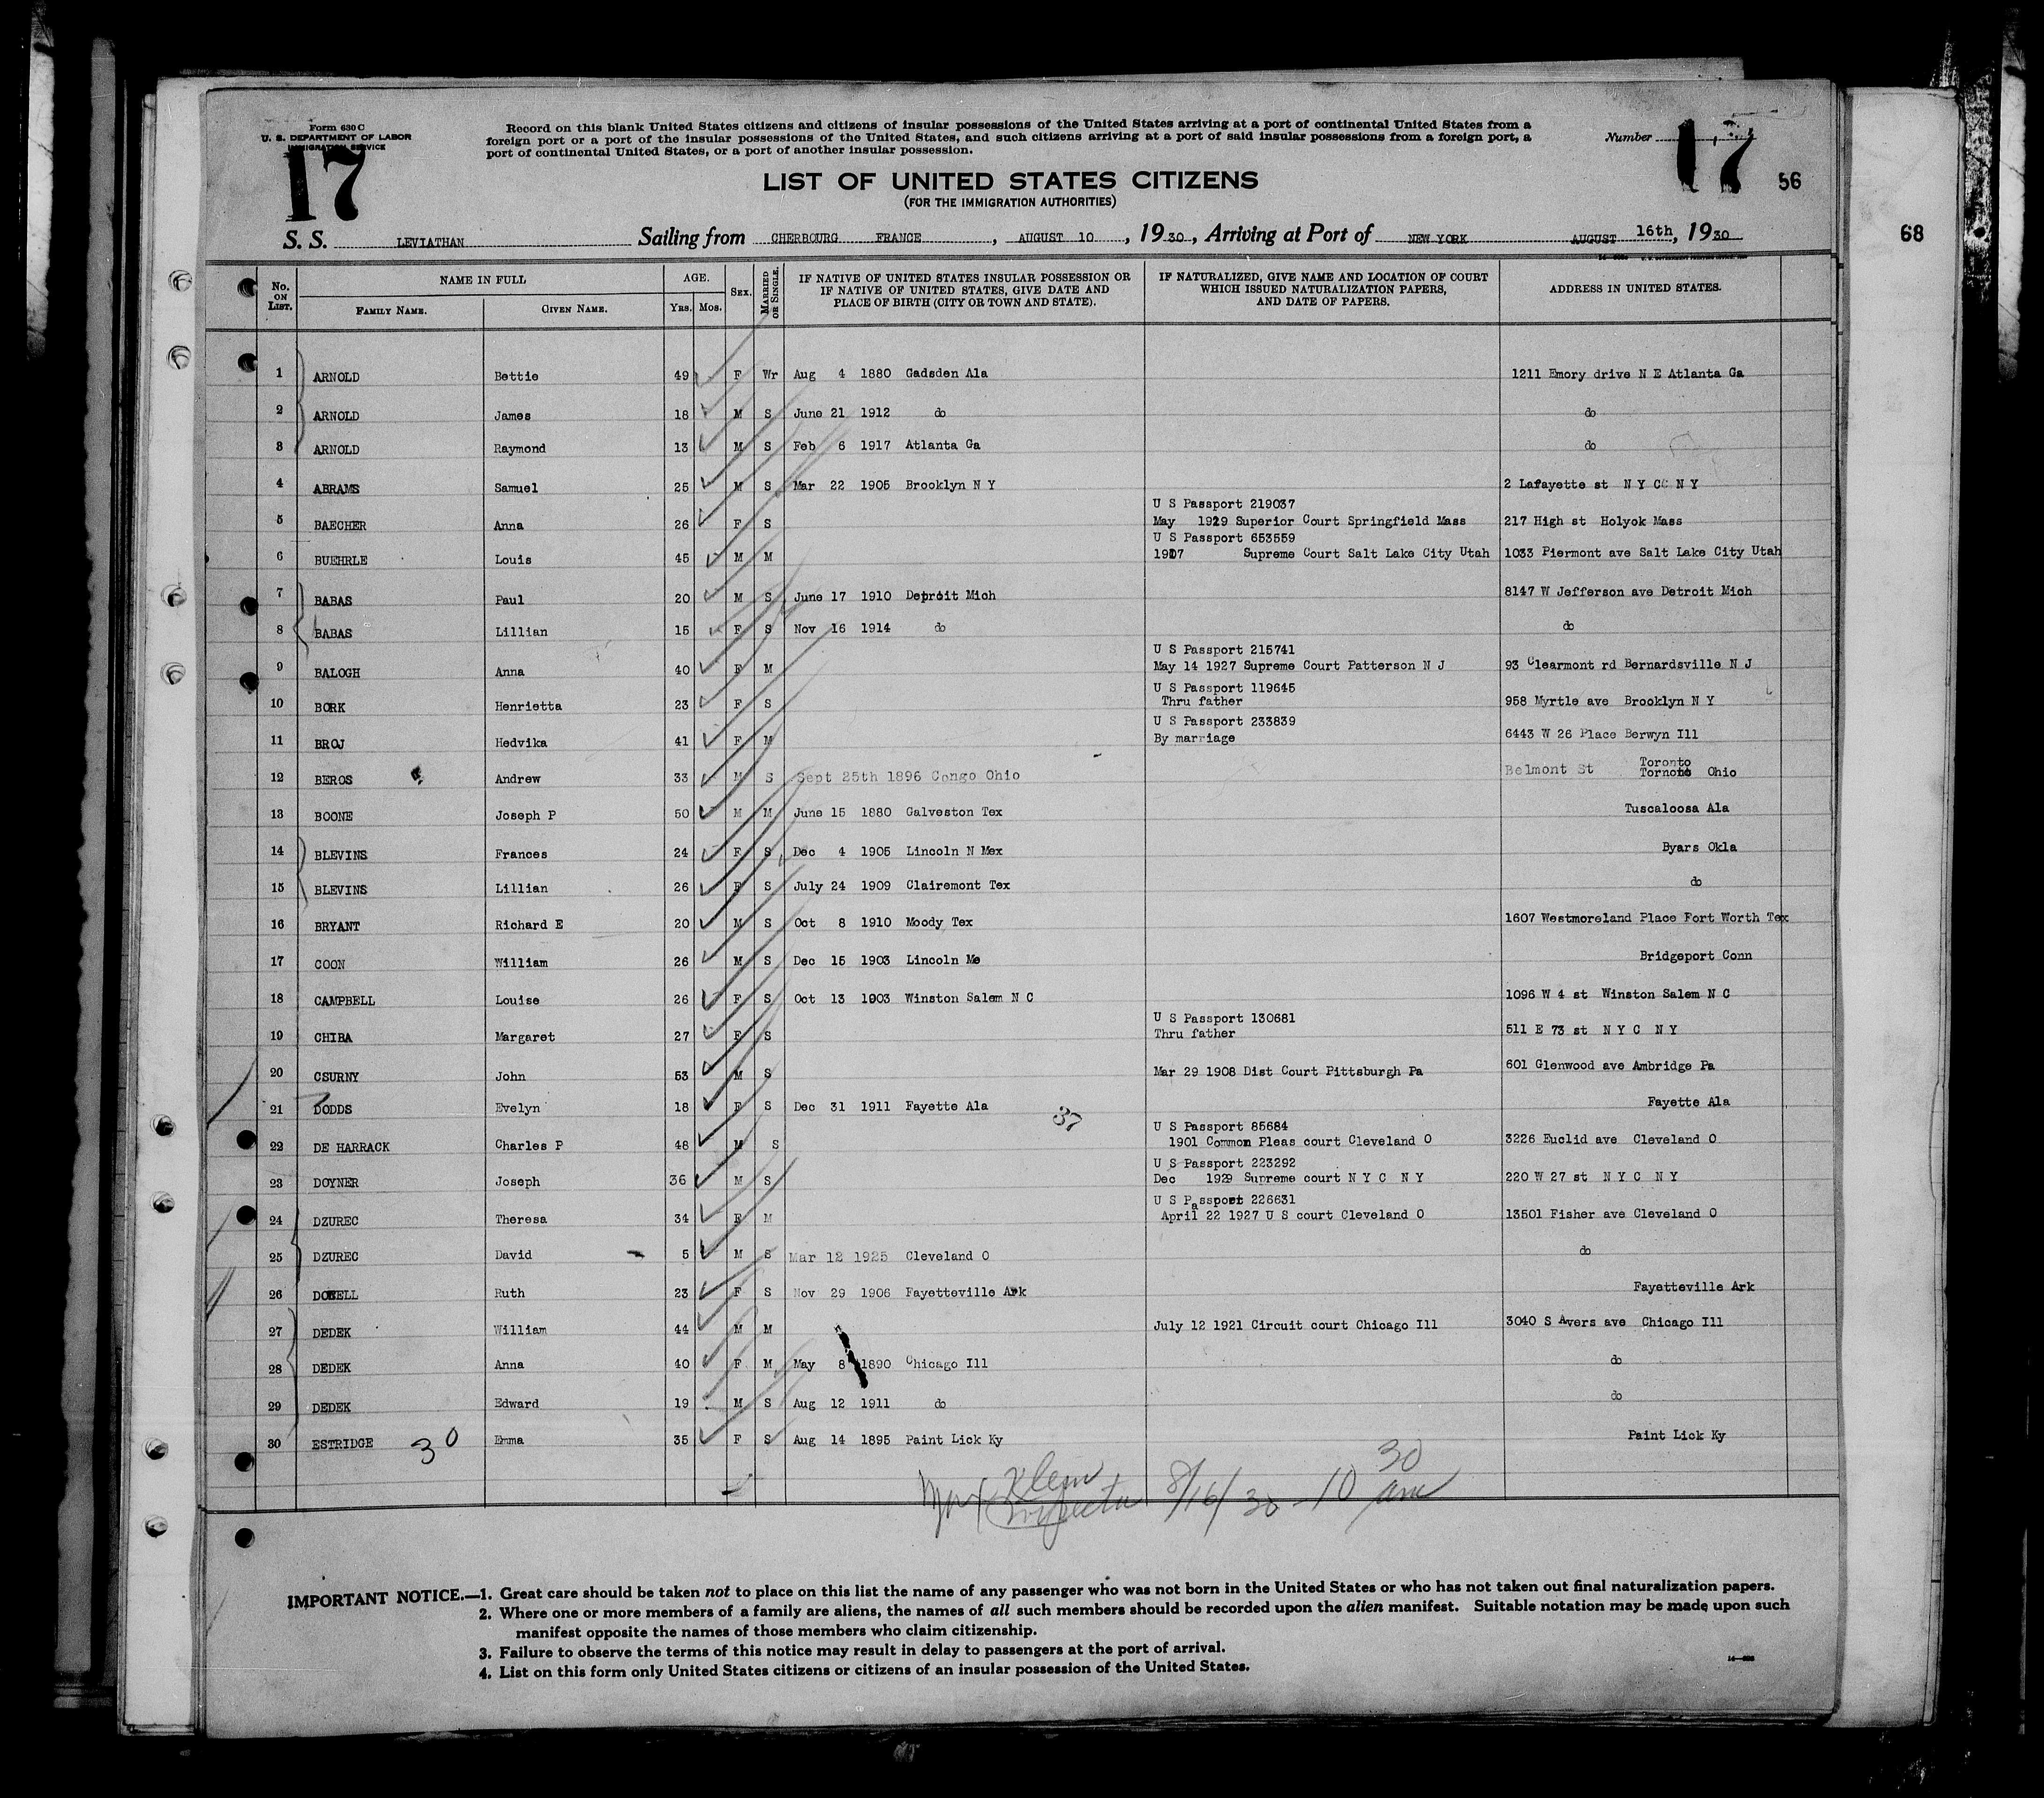 Form 630 C
U. S. DEPARTMENT OF LABOR
IMMIGRATION SERVICE
17
Record on this blank United States citizens and citizens of insular possessions of the United States arriving at a port of continental United States from a
foreign port or a port of the insular possessions of the United States, and such citizens arriving at a port of said insular possessions from a foreign port, a
port of continental United States, or a port of another insular possession.
Number 17
56
68
LIST OF UNITED STATES CITIZENS
(FOR THE IMMIGRATION AUTHORITIES)
S. S. LEVIATHAN Sailing from CHERBOURG FRANCE, AUGUST 10, 1930, Arriving at Port of NEW YORK AUGUST 16th, 1930
No. ON LIST. NAME IN FULL FAMILY NAME. GIVEN NAME. AGE. YRS. MOS. SEX. MARRIED OR SINGLE. IF NATIVE OF UNITED STATES INSULAR POSSESSION OR IF NATIVE OF UNITED STATES, GIVE DATE AND PLACE OF BIRTH (CITY OR TOWN AND STATE). IF NATURALIZED, GIVE NAME AND LOCATION OF COURT WHICH ISSUED NATURALIZATION PAPERS, AND DATE OF PAPERS. ADDRESS IN UNITED STATES.
1 ARNOLD Bettie 49 F Wr Aug 4 1880 Gadsden Ala 1211 Emory drive N E Atlanta Ga
2 ARNOLD James 18 M S June 21 1912 do do
3 ARNOLD Raymond 13 M S Feb 6 1917 Atlanta Ga do
4 ABRAMS Samuel 25 M S Mar 22 1905 Brooklyn N Y 2 Lafayette st N Y C N Y
U S Passport 219037
5 BAECHER Anna 26 F S May 1929 Superior Court Springfield Mass 217 High st Holyok Mass
U S Passport 653559
6 BUEHRLE Louis 45 M M 1907 Supreme Court Salt Lake City Utah 1033 Piermont ave Salt Lake City Utah
7 BABAS Paul 20 M S June 17 1910 Detroit Mich 8147 W Jefferson ave Detroit Mich
8 BABAS Lillian 15 F S Nov 16 1914 do do
U S Passport 215741
9 BALOGH Anna 40 F M May 14 1927 Supreme Court Patterson N J 93 Clearmont rd Bernardsville N J
U S Passport 119645
10 BORK Henrietta 23 F S Thru father 958 Myrtle ave Brooklyn N Y
U S Passport 233839
11 BROJ Hedvika 41 F M By marriage 6443 W 26 Place Berwyn Ill
12 BEROS Andrew 33 M S Sept 25th 1896 Congo Ohio Belmont St Toronto Ohio
13 BOONE Joseph P 50 M M June 15 1880 Galveston Tex Tuscaloosa Ala
14 BLEVINS Frances 24 F S Dec 4 1905 Lincoln N Mex Byars Okla
15 BLEVINS Lillian 26 F S July 24 1909 Clairemont Tex do
16 BRYANT Richard E 20 M S Oct 8 1910 Moody Tex 1607 Westmoreland Place Fort Worth Tex
17 COON William 26 M S Dec 15 1903 Lincoln Me Bridgeport Conn
18 CAMPBELL Louise 26 F S Oct 13 1903 Winston Salem N C 1096 W 4 st Winston Salem N C
U S Passport 130681
19 CHIBA Margaret 27 F S Thru father 511 E 73 st N Y C N Y
20 CSURNY John 53 M S Mar 29 1908 Dist Court Pittsburgh Pa 601 Glenwood ave Ambridge Pa
21 DODDS Evelyn 18 F S Dec 31 1911 Fayette Ala 37 Fayette Ala
U S Passport 85684
22 DE HARRACK Charles P 48 M S 1901 Common Pleas court Cleveland O 3226 Euclid ave Cleveland O
U S Passport 223292
23 DOYNER Joseph 36 M S Dec 1929 Supreme court N Y C N Y 220 W 27 st N Y C N Y
U S Passport 226631
24 DZUREC Theresa 34 F M April 22 1927 U S court Cleveland O 13501 Fisher ave Cleveland O
25 DZUREC David 5 M S Mar 12 1925 Cleveland O do
26 Ruth 23 F S Nov 29 1906 Fayetteville Ark Fayetteville Ark
27 DEDEK William 44 M M July 12 1921 Circuit court Chicago Ill 3040 S Avers ave Chicago Ill
28 DEDEK Anna 40 F M May 8 1890 Chicago Ill do
29 DEDEK Edward 19 M S Aug 12 1911 do do
30 ESTRIDGE 30 Emma 35 F S Aug 14 1895 Paint Lick Ky Paint Lick Ky
Klem Inspector 8/16/30 - 10 30 am
IMPORTANT NOTICE.—1. Great care should be taken not to place on this list the name of any passenger who was not born in the United States or who has not taken out final naturalization papers.
2. Where one or more members of a family are aliens, the names of all such members should be recorded upon the alien manifest. Suitable notation may be made upon such
manifest opposite the names of those members who claim citizenship.
3. Failure to observe the terms of this notice may result in delay to passengers at the port of arrival.
4. List on this form only United States citizens or citizens of an insular possession of the United States.